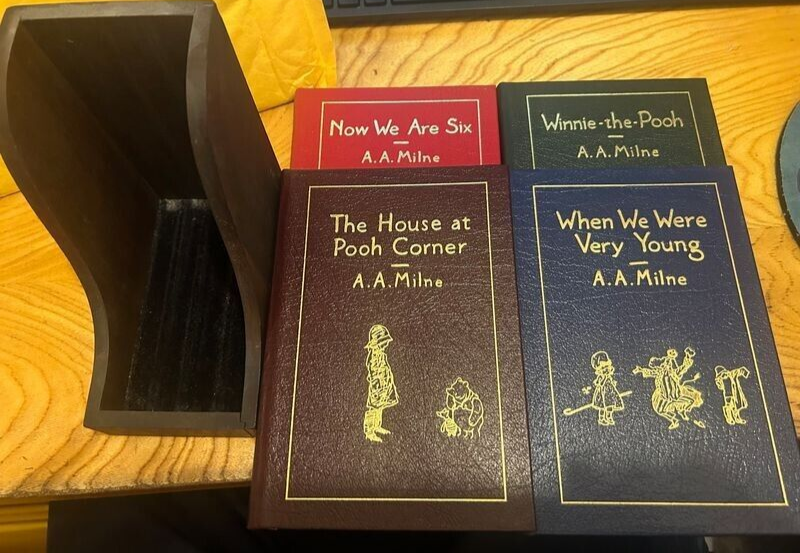 Now We Are Six
A.A.Milne
Winnie-the-Pooh
A.A.Milne
The House at
Pooh Corner
A.A.Milne
When We Were
Very Young
A.A.Milne